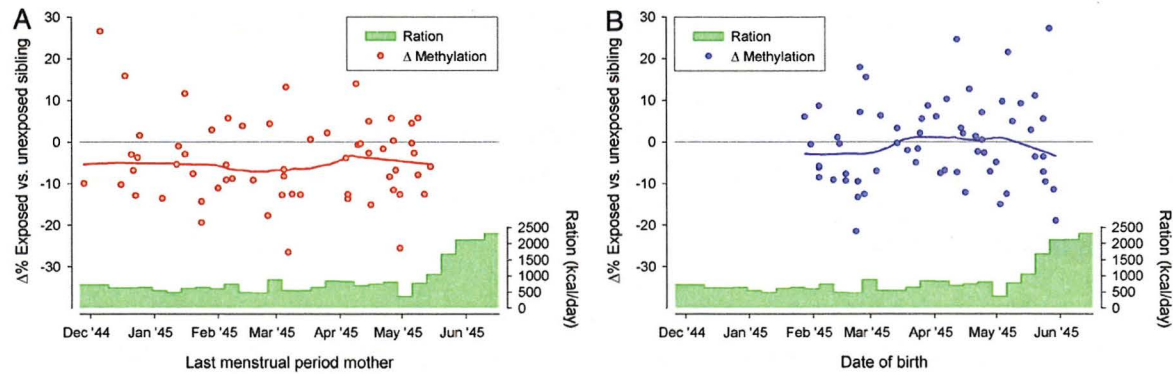 A
30
20
10
0
-10
-20
-30
Δ% Exposed vs. unexposed sibling
Ration
Δ Methylation
2500
2000
1500
1000
500
0
Ration (kcal/day)
Dec '44 Jan '45 Feb '45 Mar '45 Apr '45 May '45 Jun '45
Last menstrual period mother
B
30
20
10
0
-10
-20
-30
Δ% Exposed vs. unexposed sibling
Ration
Δ Methylation
2500
2000
1500
1000
500
0
Ration (kcal/day)
Dec '44 Jan '45 Feb '45 Mar '45 Apr '45 May '45 Jun '45
Date of birth